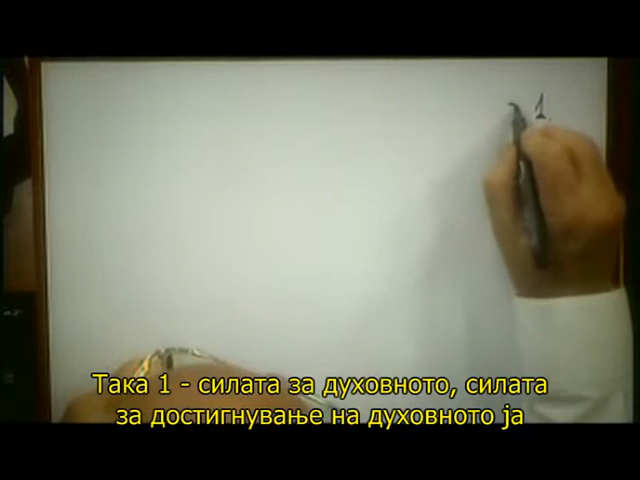 Така 1 - силата за духовното, силата
за достигнување на духовното ја